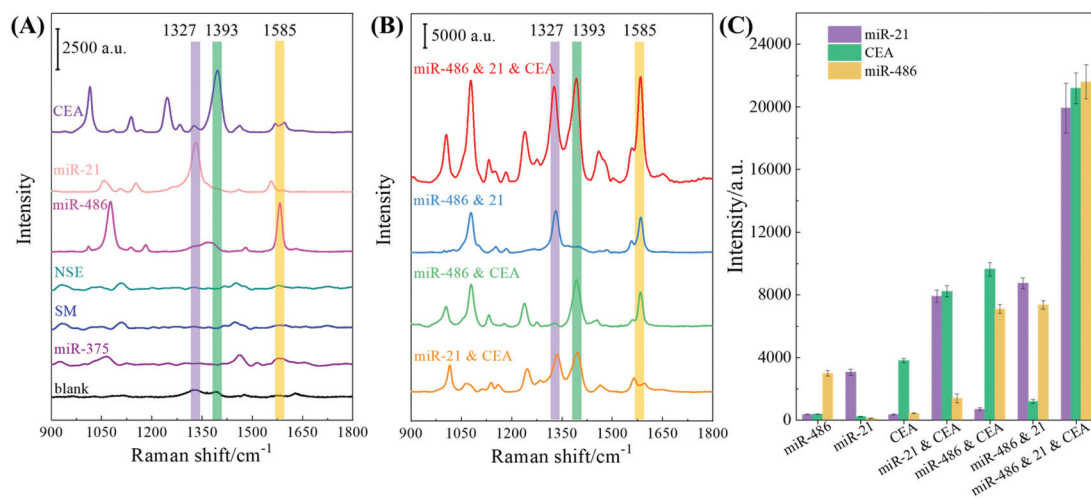 (A)
2500 a.u.
1327 1393 1585
CEA
miR-21
miR-486
NSE
SM
miR-375
blank
Intensity
900 1050 1200 1350 1500 1650 1800
Raman shift/cm-1
(B)
5000 a.u.
1327 1393 1585
miR-486 & 21 & CEA
miR-486 & 21
miR-486 & CEA
miR-21 & CEA
Intensity
900 1050 1200 1350 1500 1650 1800
Raman shift/cm-1
(C)
miR-21
CEA
miR-486
24000
20000
16000
12000
8000
4000
0
Intensity/a.u.
miR-486
miR-21
CEA
miR-21 & CEA
miR-486 & CEA
miR-486 & 21
miR-486 & 21 & CEA